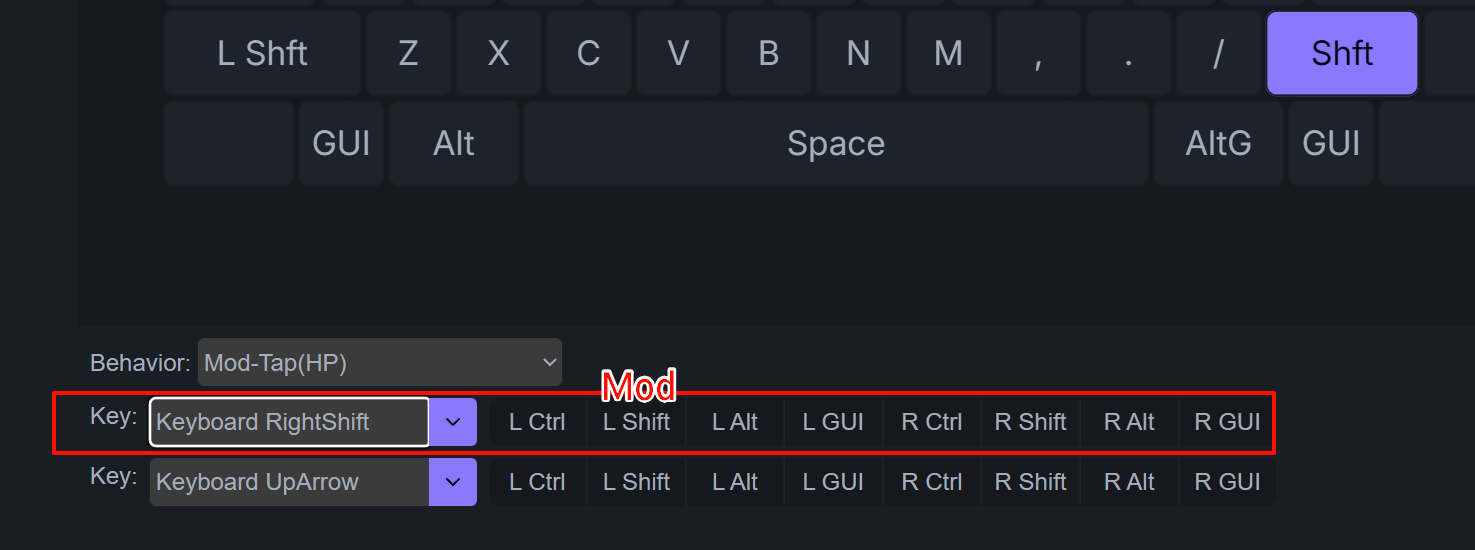 L Shft Z X C V B N M , . / Shft
GUI Alt Space AltG GUI
Behavior: Mod-Tap(HP)
Mod
Key: Keyboard RightShift L Ctrl L Shift L Alt L GUI R Ctrl R Shift R Alt R GUI
Key: Keyboard UpArrow L Ctrl L Shift L Alt L GUI R Ctrl R Shift R Alt R GUI